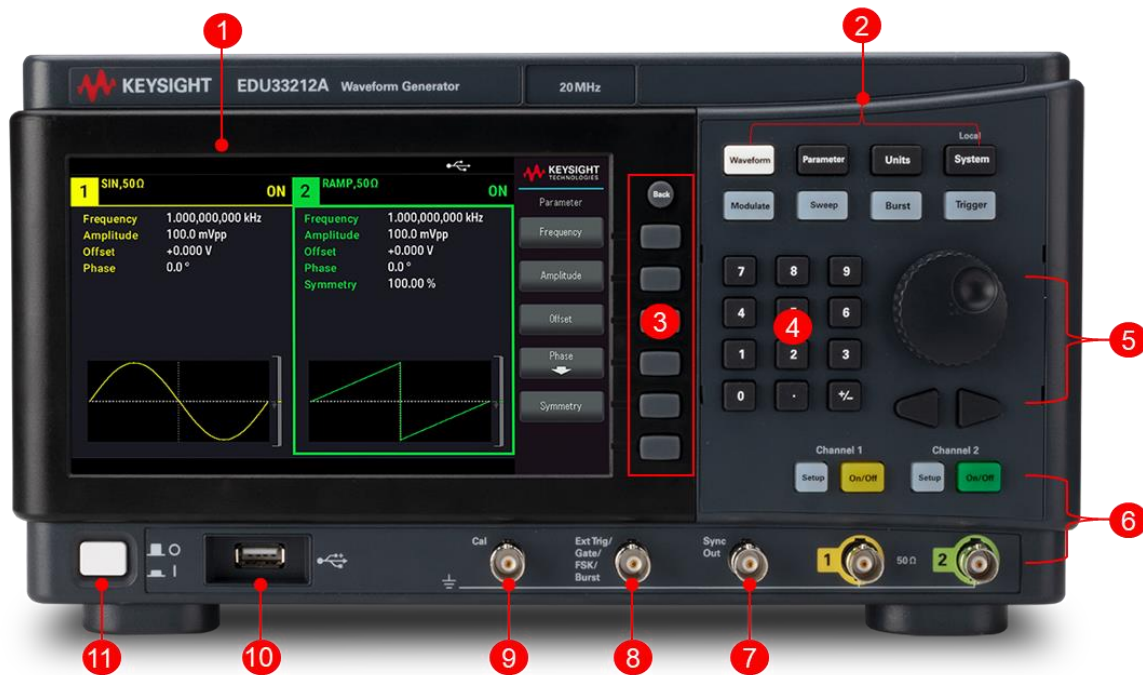 1
2
KEYSIGHT EDU33212A Waveform Generator 20 MHz
Local
Waveform Parameter Units System
Modulate Sweep Burst Trigger
1 SIN,50Ω ON
Frequency 1.000,000,000 kHz
Amplitude 100.0 mVpp
Offset +0.000 V
Phase 0.0 °
2 RAMP,50Ω ON
Frequency 1.000,000,000 kHz
Amplitude 100.0 mVpp
Offset +0.000 V
Phase 0.0 °
Symmetry 100.00 %
KEYSIGHT
TECHNOLOGIES
Parameter
Frequency
Amplitude
Offset
Phase
Symmetry
Back
3
7 8 9
4 6
4
1 2 3
0 . +/-
5
Channel 1 Channel 2
Setup On/Off Setup On/Off
6
Cal
Ext Trig/
Gate/
FSK/
Burst
Sync
Out
1 50 Ω 2
11
10
9
8
7